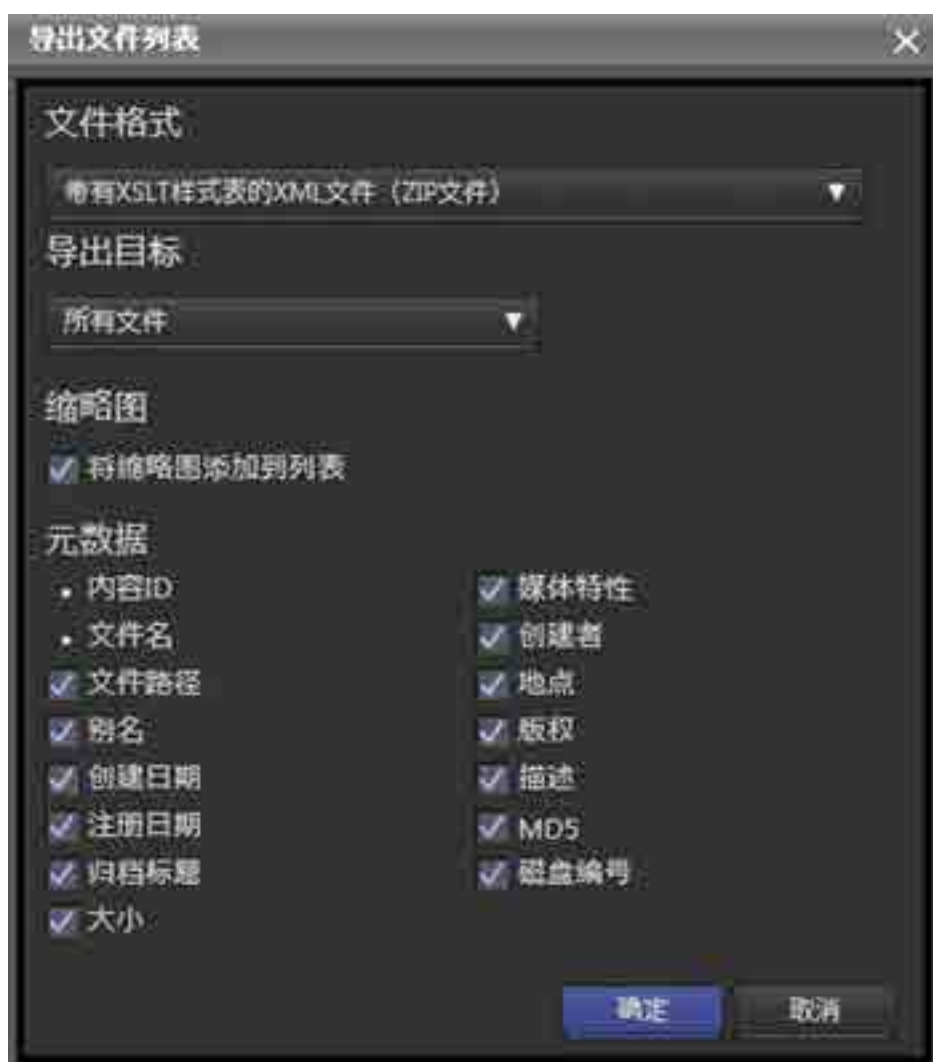 导出文件列表
文件格式
带有XSLT样式表的XML文件（ZIP文件）
导出目标
所有文件
缩略图
将缩略图添加到列表
元数据
内容ID
文件名
文件路径
别名
创建日期
注册日期
归档标题
大小
媒体特性
创建者
地点
版权
描述
MD5
磁盘编号
确定
取消